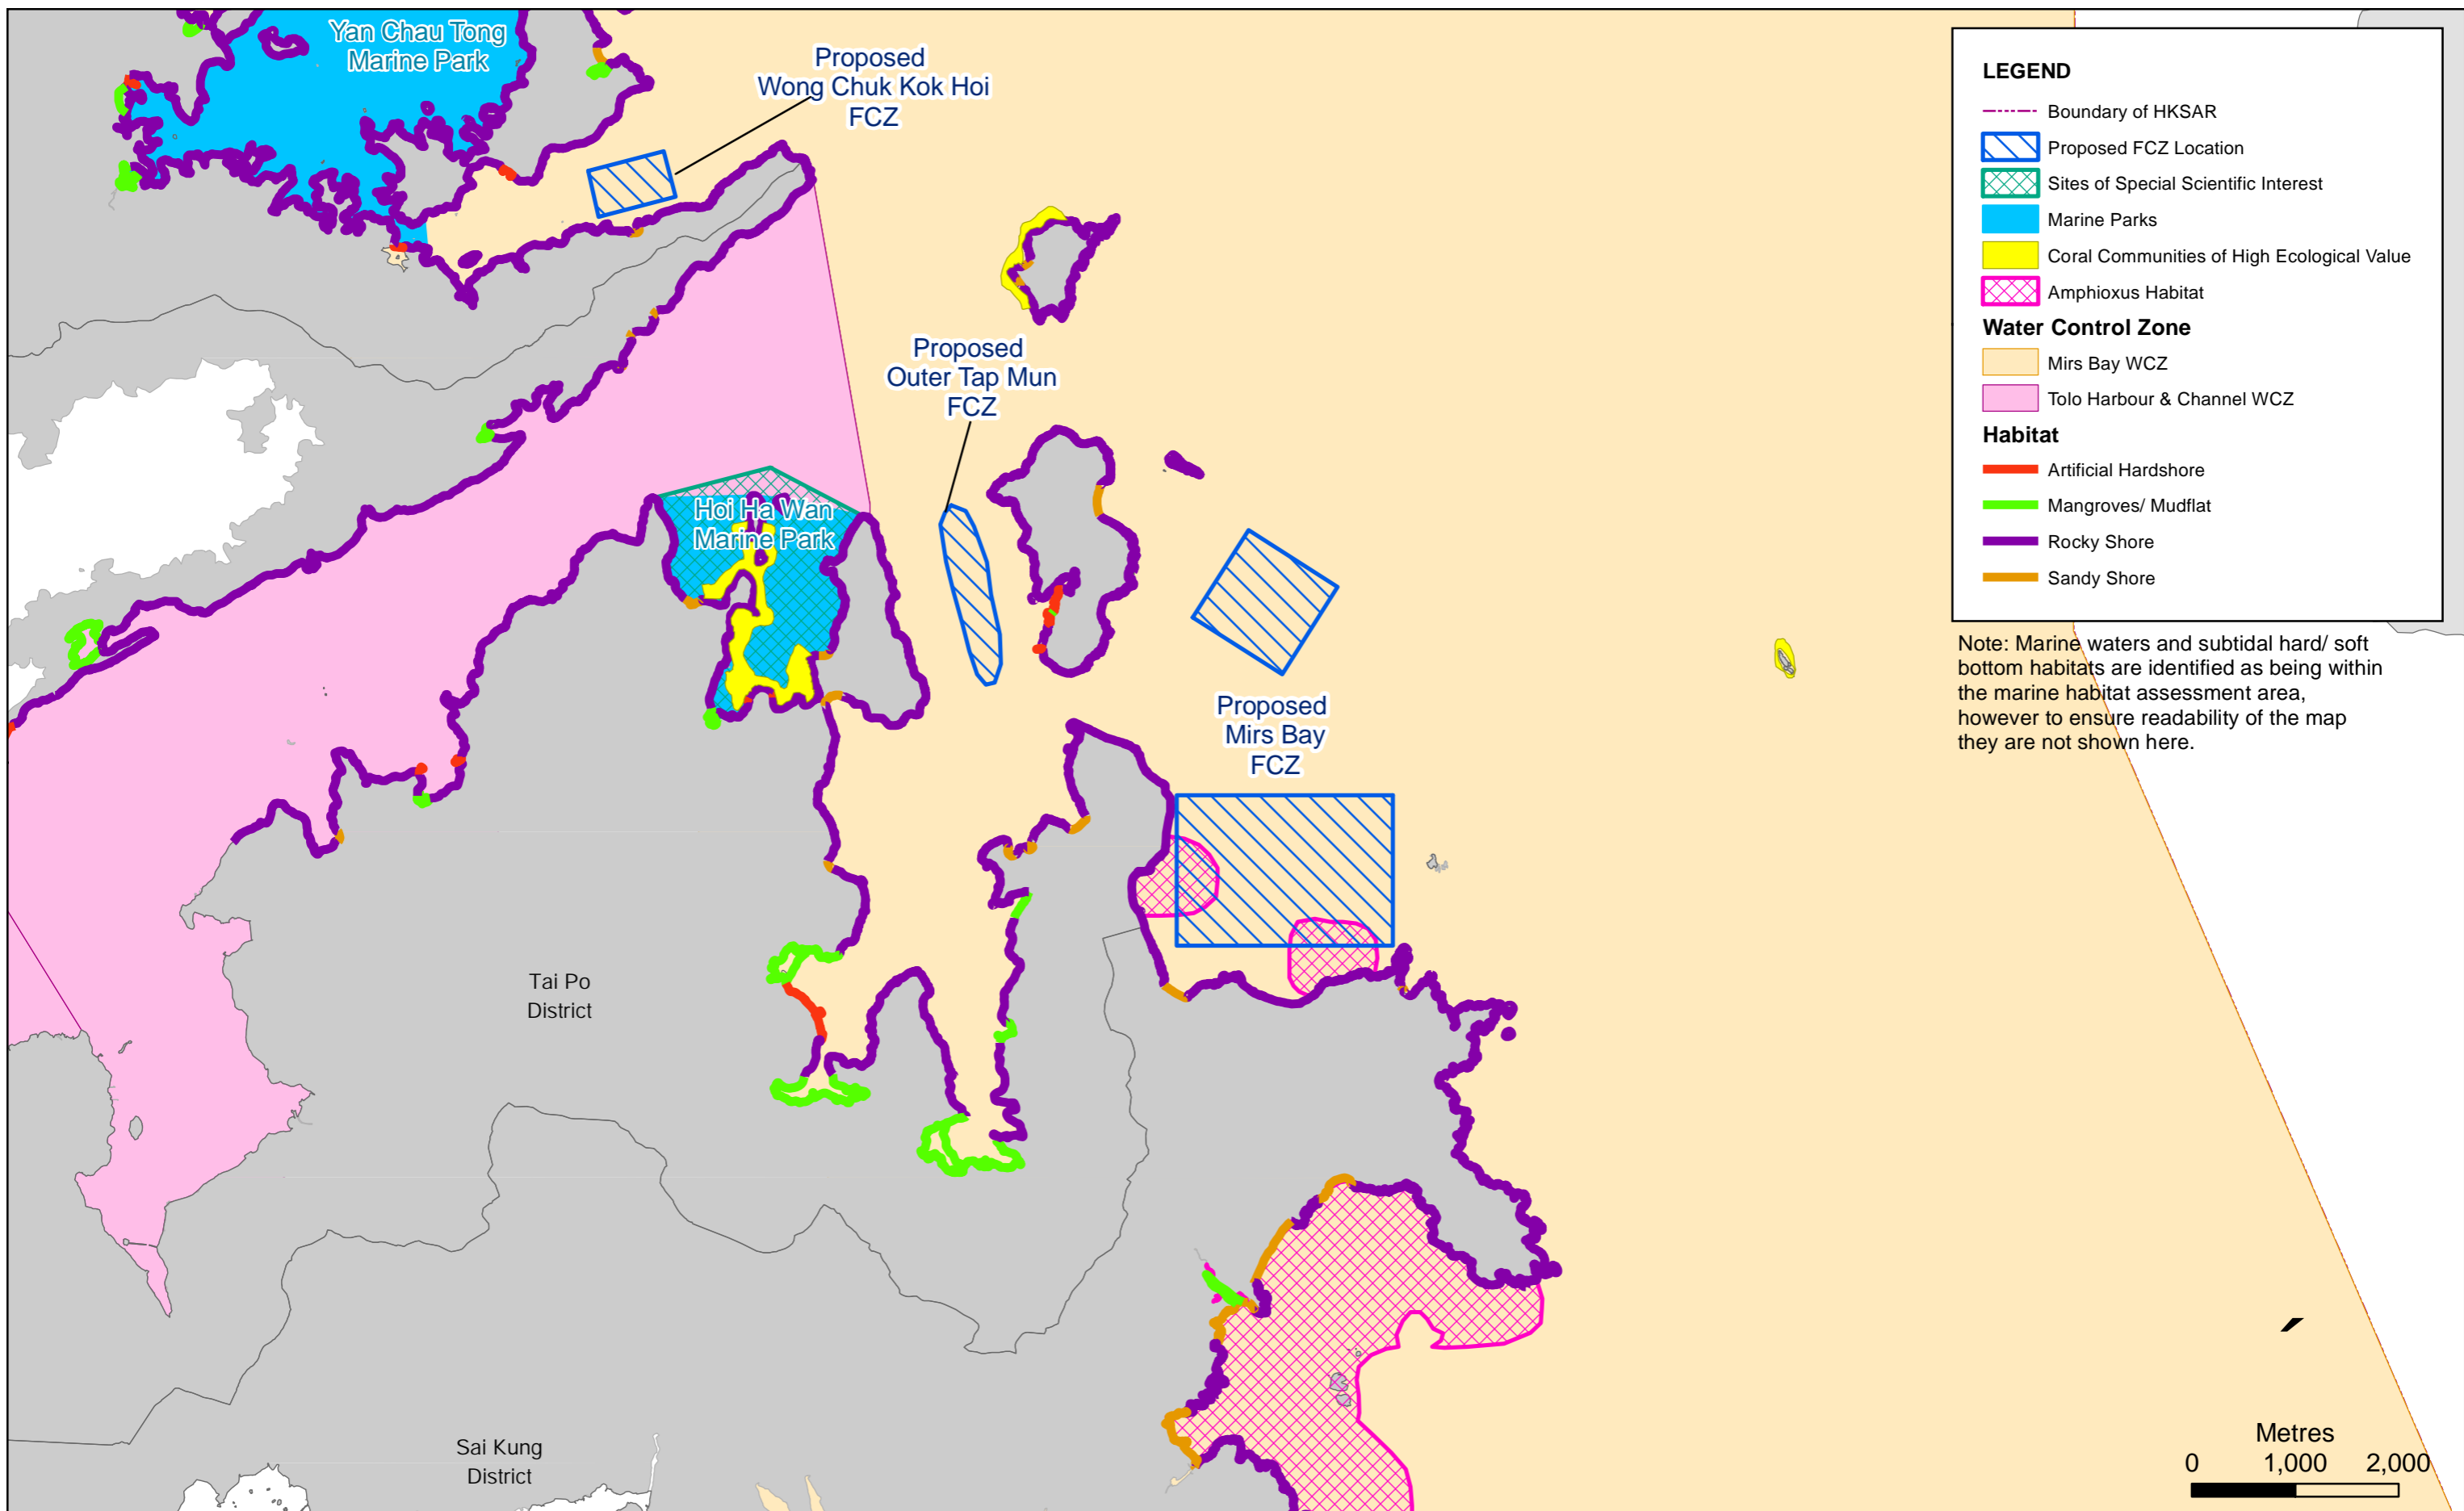 Yan Chau Tong
Marine Park
Proposed
Wong Chuk Kok Hoi
FCZ
Proposed
Outer Tap Mun
FCZ
Hoi Ha Wan
Marine Park
Proposed
Mirs Bay
FCZ
Tai Po
District
Sai Kung
District
LEGEND
Boundary of HKSAR
Proposed FCZ Location
Sites of Special Scientific Interest
Marine Parks
Coral Communities of High Ecological Value
Amphioxus Habitat
Water Control Zone
Mirs Bay WCZ
Tolo Harbour & Channel WCZ
Habitat
Artificial Hardshore
Mangroves/ Mudflat
Rocky Shore
Sandy Shore
Note: Marine waters and subtidal hard/ soft
bottom habitats are identified as being within
the marine habitat assessment area,
however to ensure readability of the map
they are not shown here.
Metres
0 1,000 2,000